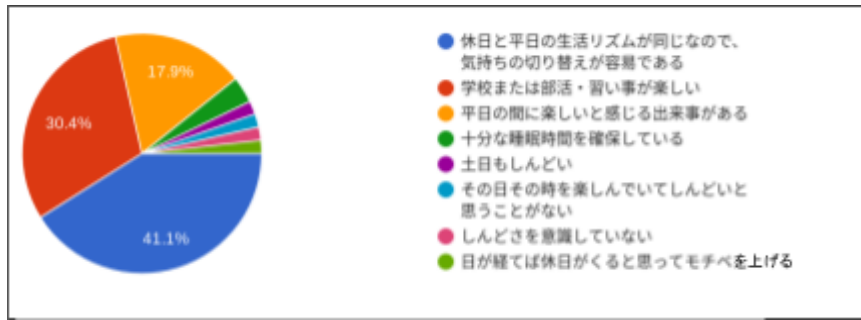 17.9%
30.4%
41.1%
休日と平日の生活リズムが同じなので、
気持ちの切り替えが容易である
学校または部活・習い事が楽しい
平日の間に楽しいと感じる出来事がある
十分な睡眠時間を確保している
土日もしんどい
その日その時を楽しんでいてしんどいと
思うことがない
しんどさを意識していない
日が経てば休日がくると思ってモチベを上げる